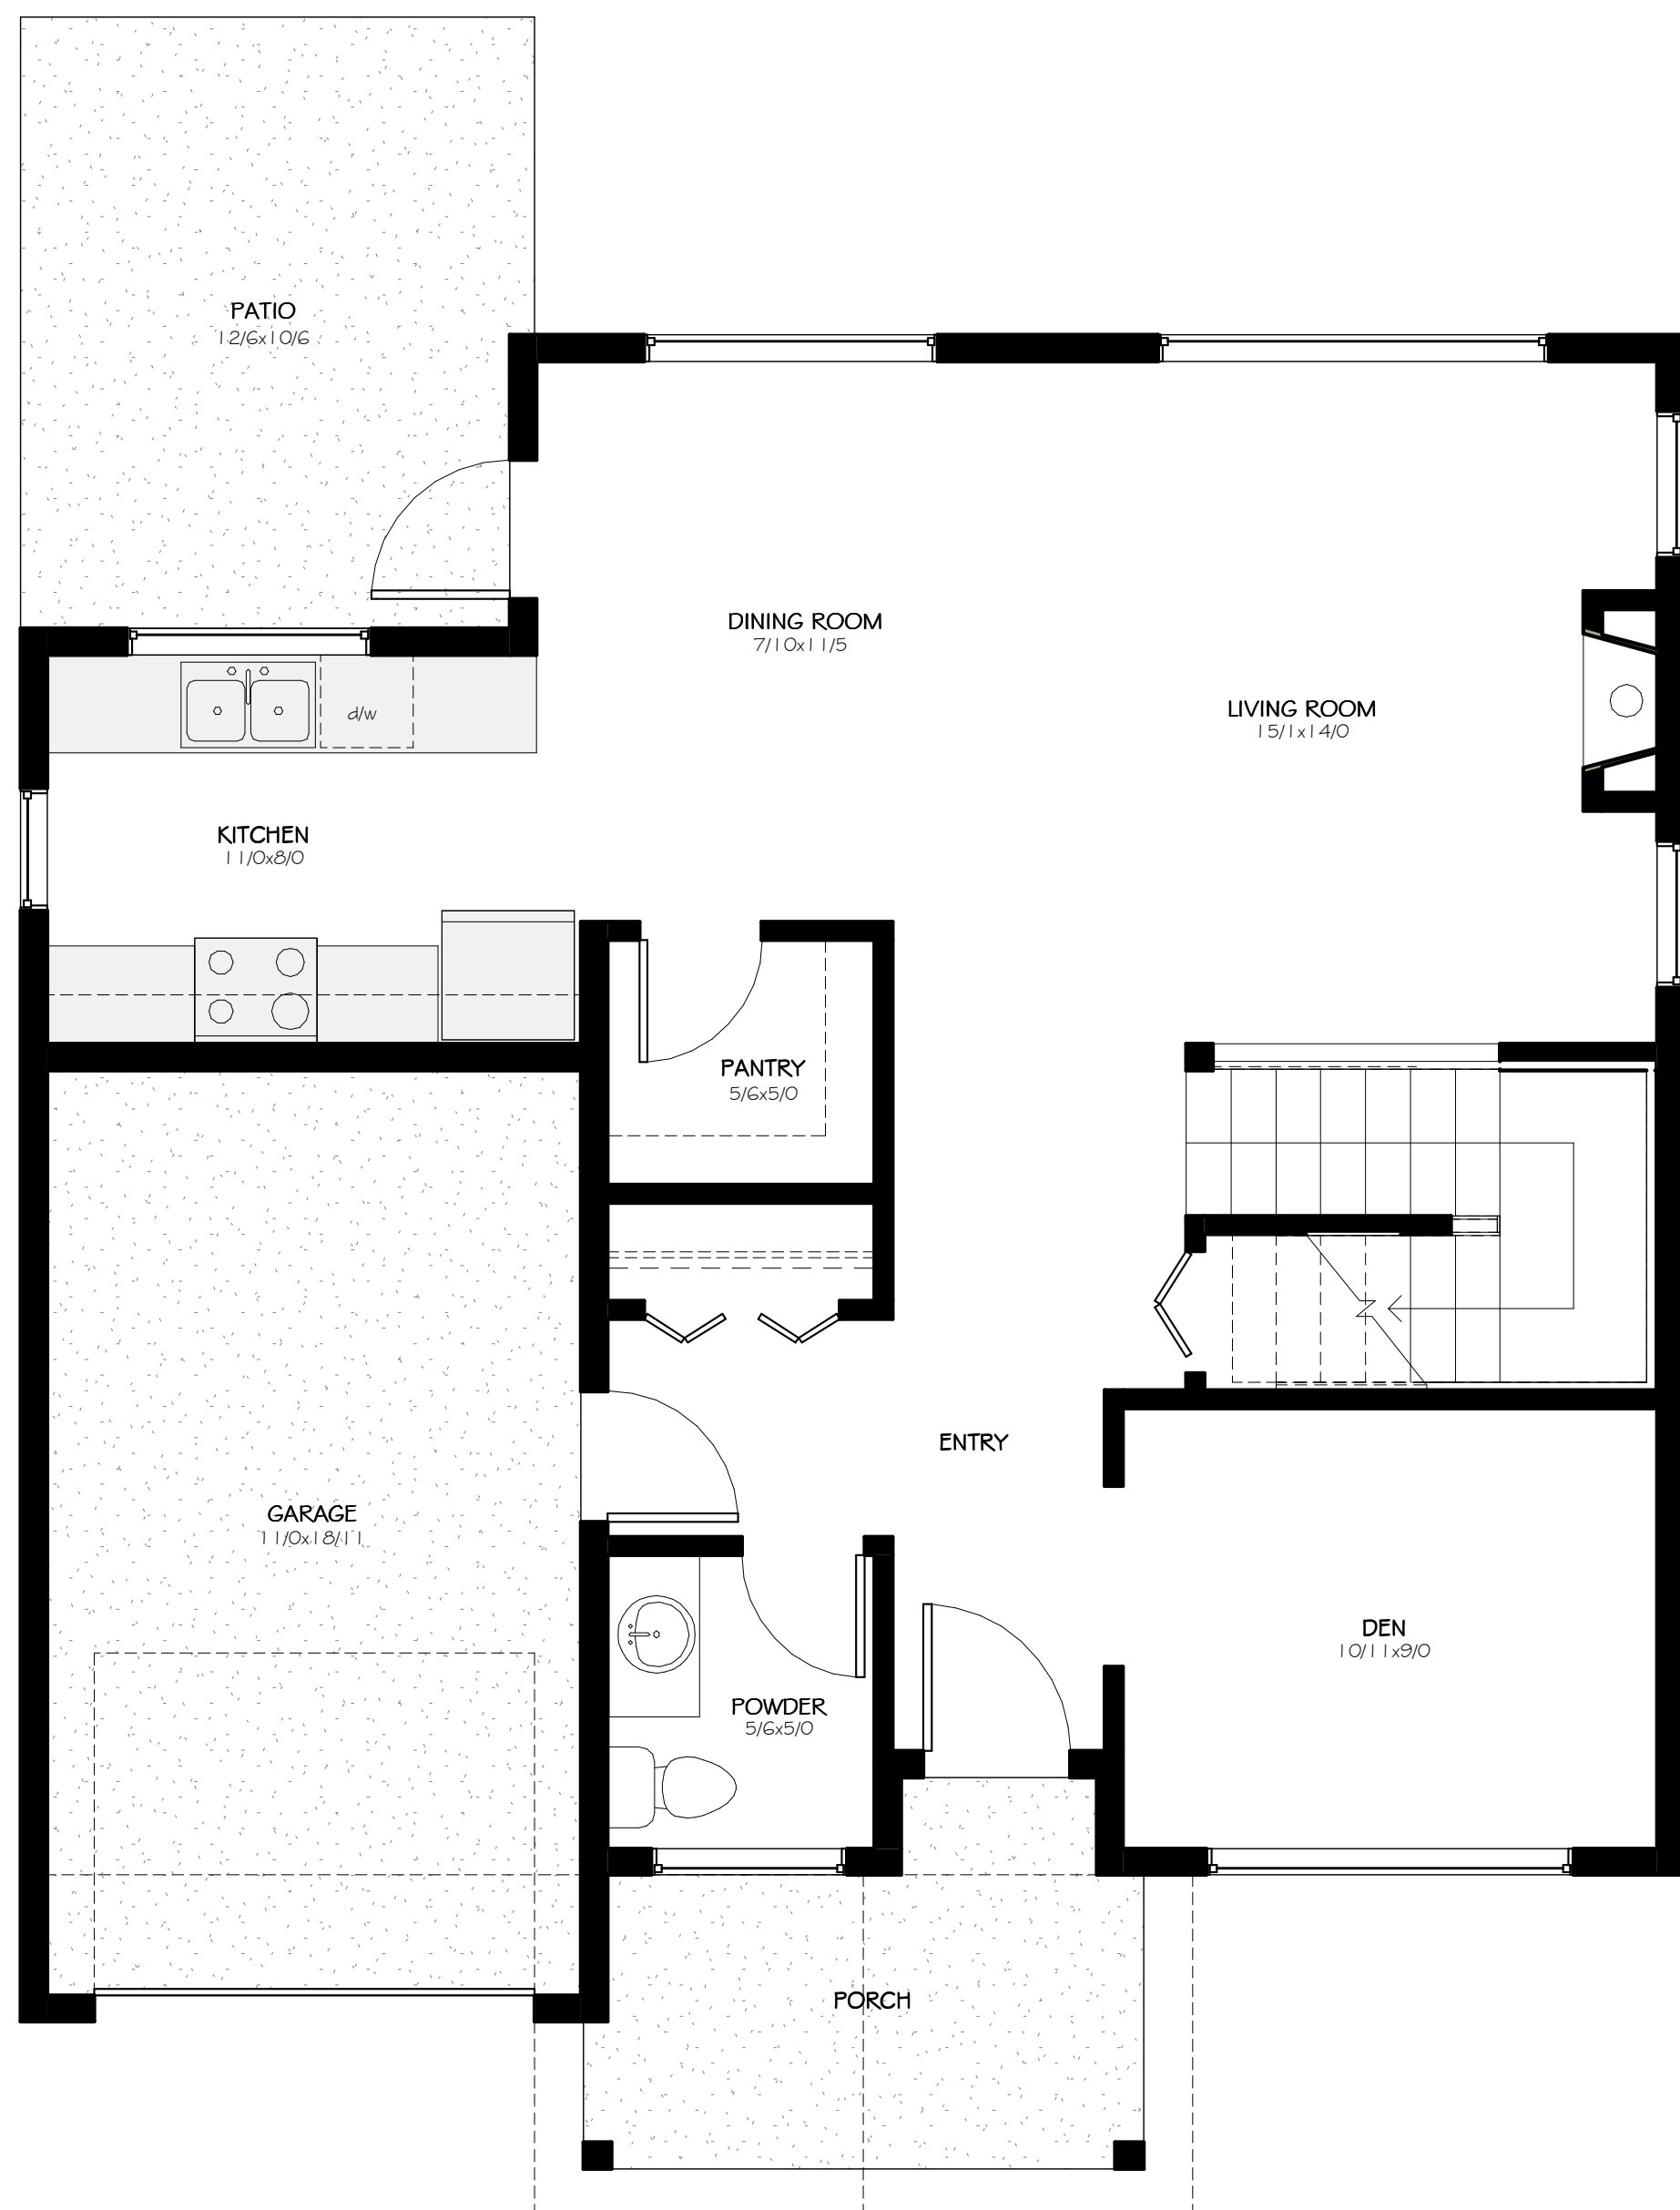 PATIO
12/6x10/6
DINING ROOM
7/10x11/5
LIVING ROOM
15/1x14/0
d/w
KITCHEN
11/0x8/0
PANTRY
5/6x5/0
ENTRY
GARAGE
11/0x18/11
DEN
10/11x9/0
POWDER
5/6x5/0
PORCH